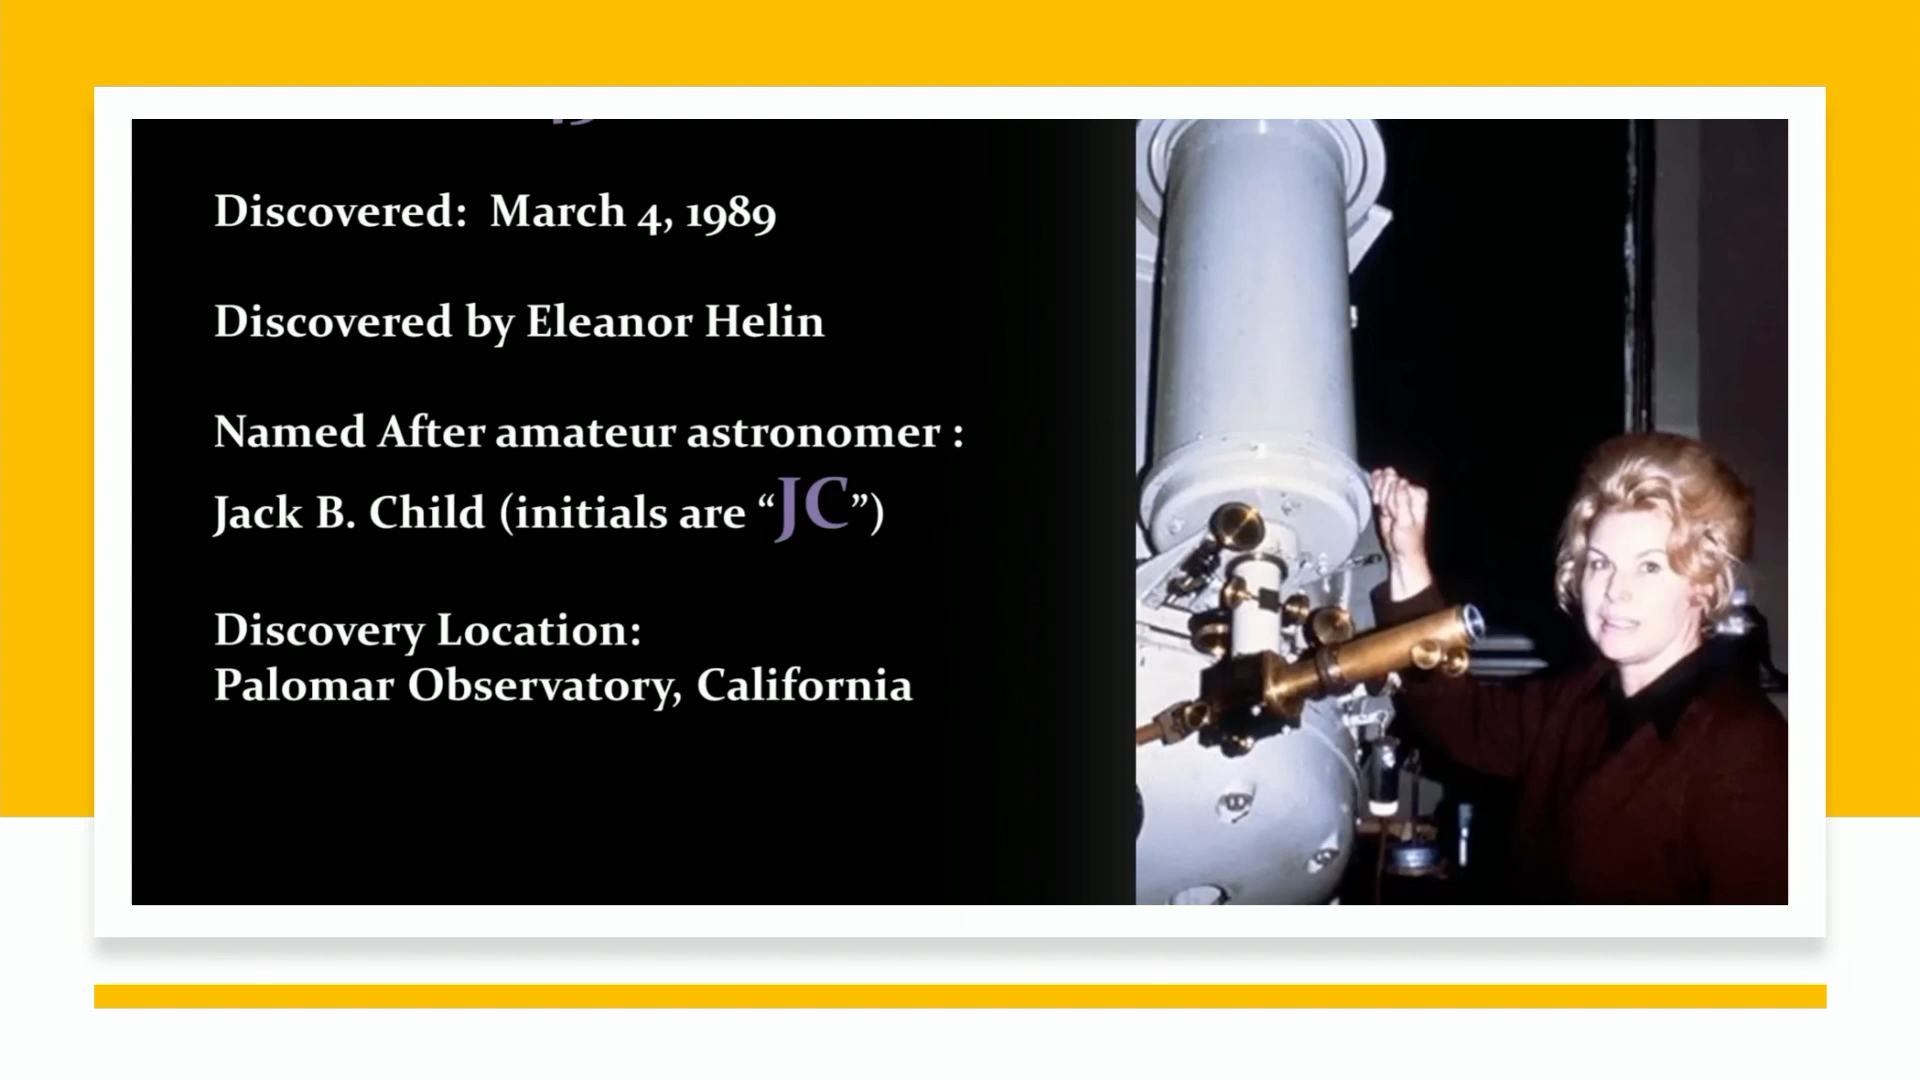 Discovered: March 4, 1989
Discovered by Eleanor Helin
Named After amateur astronomer :
Jack B. Child (initials are “JC”)
Discovery Location:
Palomar Observatory, California